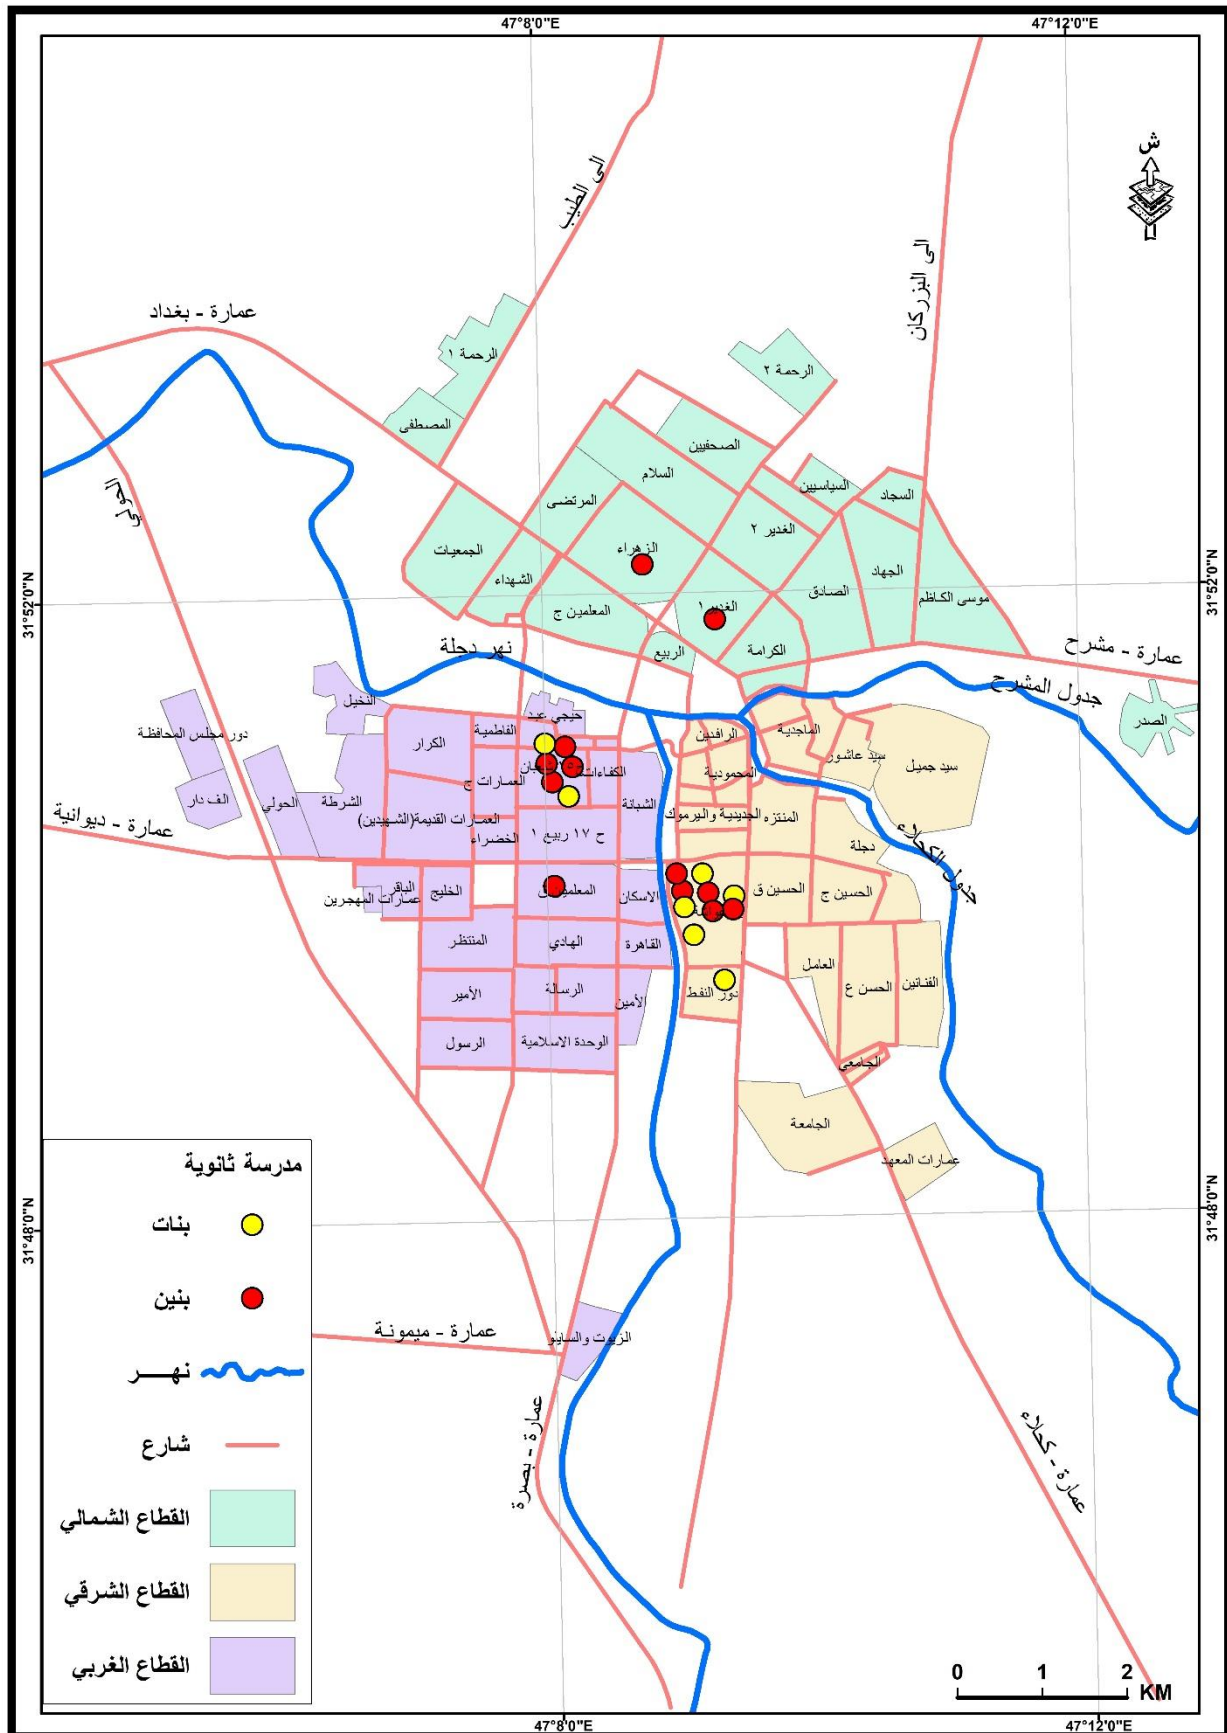 47°8'0"E
47°12'0"E
ش
الى الطيب
الى البزركان
عمارة - بغداد
الرحمة ١
الرحمة ٢
المصطفى
الصحفيين
السلام
السياسيين
السجاد
المرتضى
الغدير ٢
الجمعيات
الزهراء
الشهداء
الجهاد
الصادق
موسى الكاظم
المعلمين ج
الغدير ١
31°52'0"N
31°52'0"N
الكرامة
الربيع
نهر دجلة
عمارة - مشرح
جدول المشرح
الصدر
النخيل
حيجي عبد
دور مجلس المحافظة
الكرار
الفاطمية
الرافدين
الماجدية
سيد عاشور
سيد جميل
المحمودية
الكفاءات
العمارات ج
الشبانة
الف دار
الحولي
الشرطة
العمارات القديمة(الشهيدين)
الخضراء
ح ١٧ ربيع ١
الجديدية واليرموك
المنتزه
دجلة
جدول الكحلاء
عمارة - ديوانية
الباقر
عمارات المهجرين
الخليج
الاسكان
الحسين ق
الحسين ج
المنتظر
الهادي
القاهرة
العامل
الحسن ع
الفنانين
الأمير
الرسالة
الأمين
دور النفط
الرسول
الوحدة الاسلامية
الجامعي
الجامعة
عمارات المعهد
31°48'0"N
31°48'0"N
الزيوت والساينو
عمارة - ميمونة
عمارة - بصرة
عمارة - كحلاء
مدرسة ثانوية
بنات
بنين
نهـــر
شارع
القطاع الشمالي
القطاع الشرقي
القطاع الغربي
0 1 2
KM
47°8'0"E
47°12'0"E